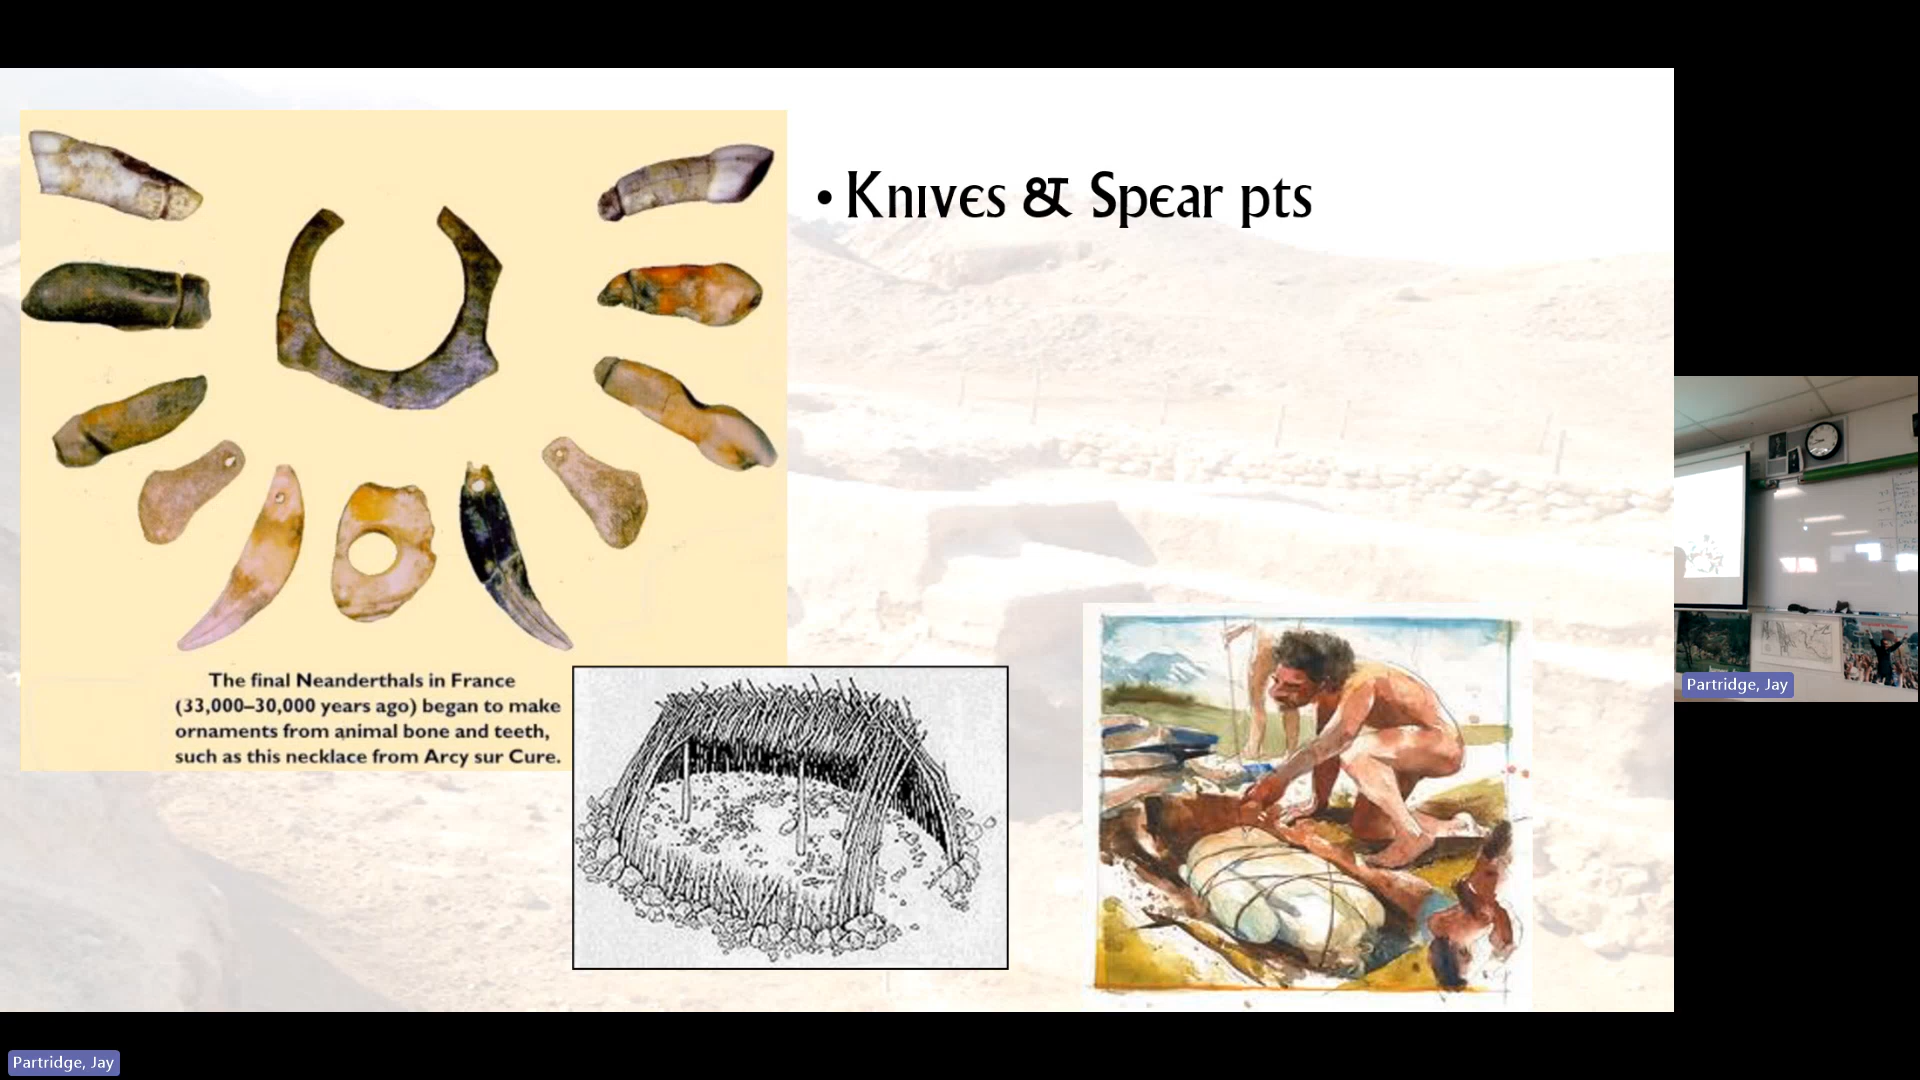 • Knives & Spear pts
The final Neanderthals in France
(33,000–30,000 years ago) began to make
ornaments from animal bone and teeth,
such as this necklace from Arcy sur Cure.
Partridge, Jay
Partridge, Jay